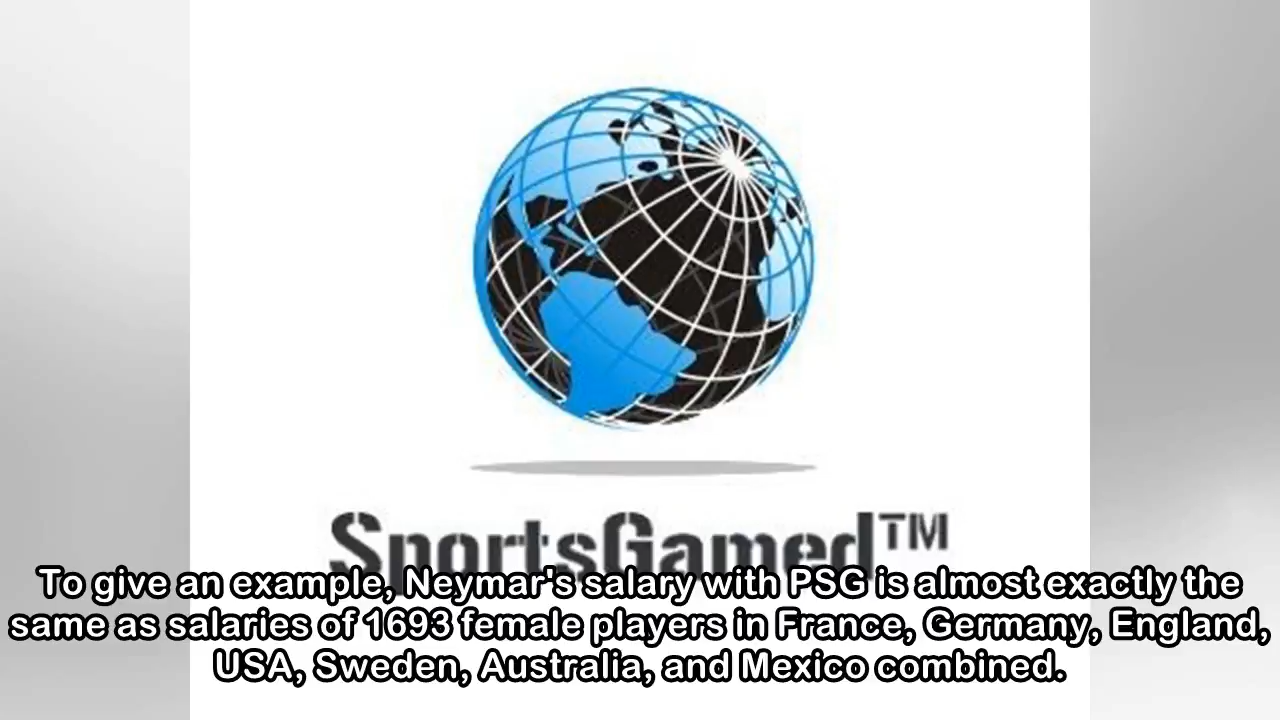 SportsGamed™
To give an example, Neymar's salary with PSG is almost exactly the
same as salaries of 1693 female players in France, Germany, England,
USA, Sweden, Australia, and Mexico combined.